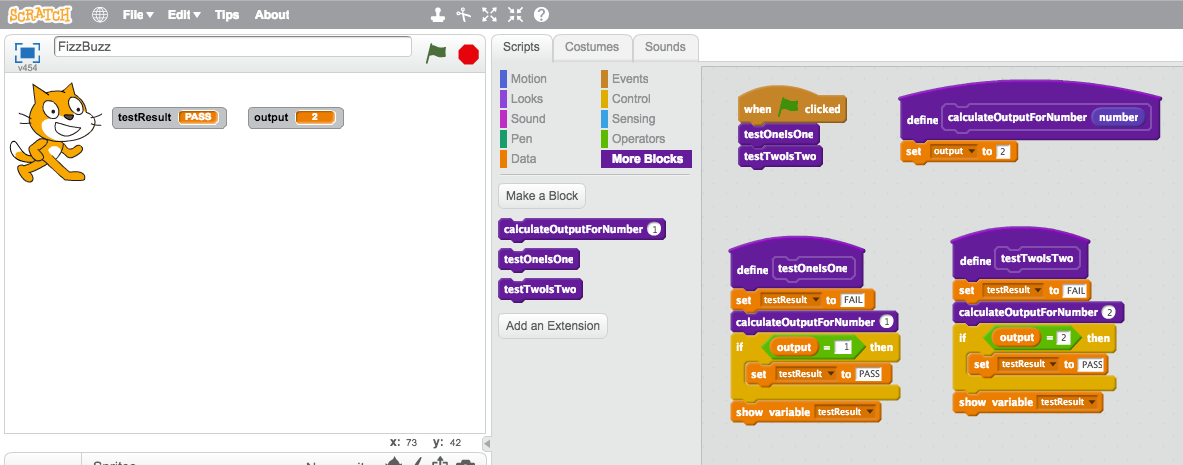 SCRATCH File Edit Tips About
FizzBuzz
v454
testResult PASS
output 2
Scripts Costumes Sounds
Motion Events
Looks Control
Sound Sensing
Pen Operators
Data More Blocks
Make a Block
calculateOutputForNumber 1
testOneIsOne
testTwoIsTwo
Add an Extension
when clicked
testOneIsOne
testTwoIsTwo
define calculateOutputForNumber number
set output to 2
define testOneIsOne
set testResult to FAIL
calculateOutputForNumber 1
if output = 1 then
set testResult to PASS
show variable testResult
define testTwoIsTwo
set testResult to FAIL
calculateOutputForNumber 2
if output = 2 then
set testResult to PASS
show variable testResult
x: 73 y: 42
Sprites